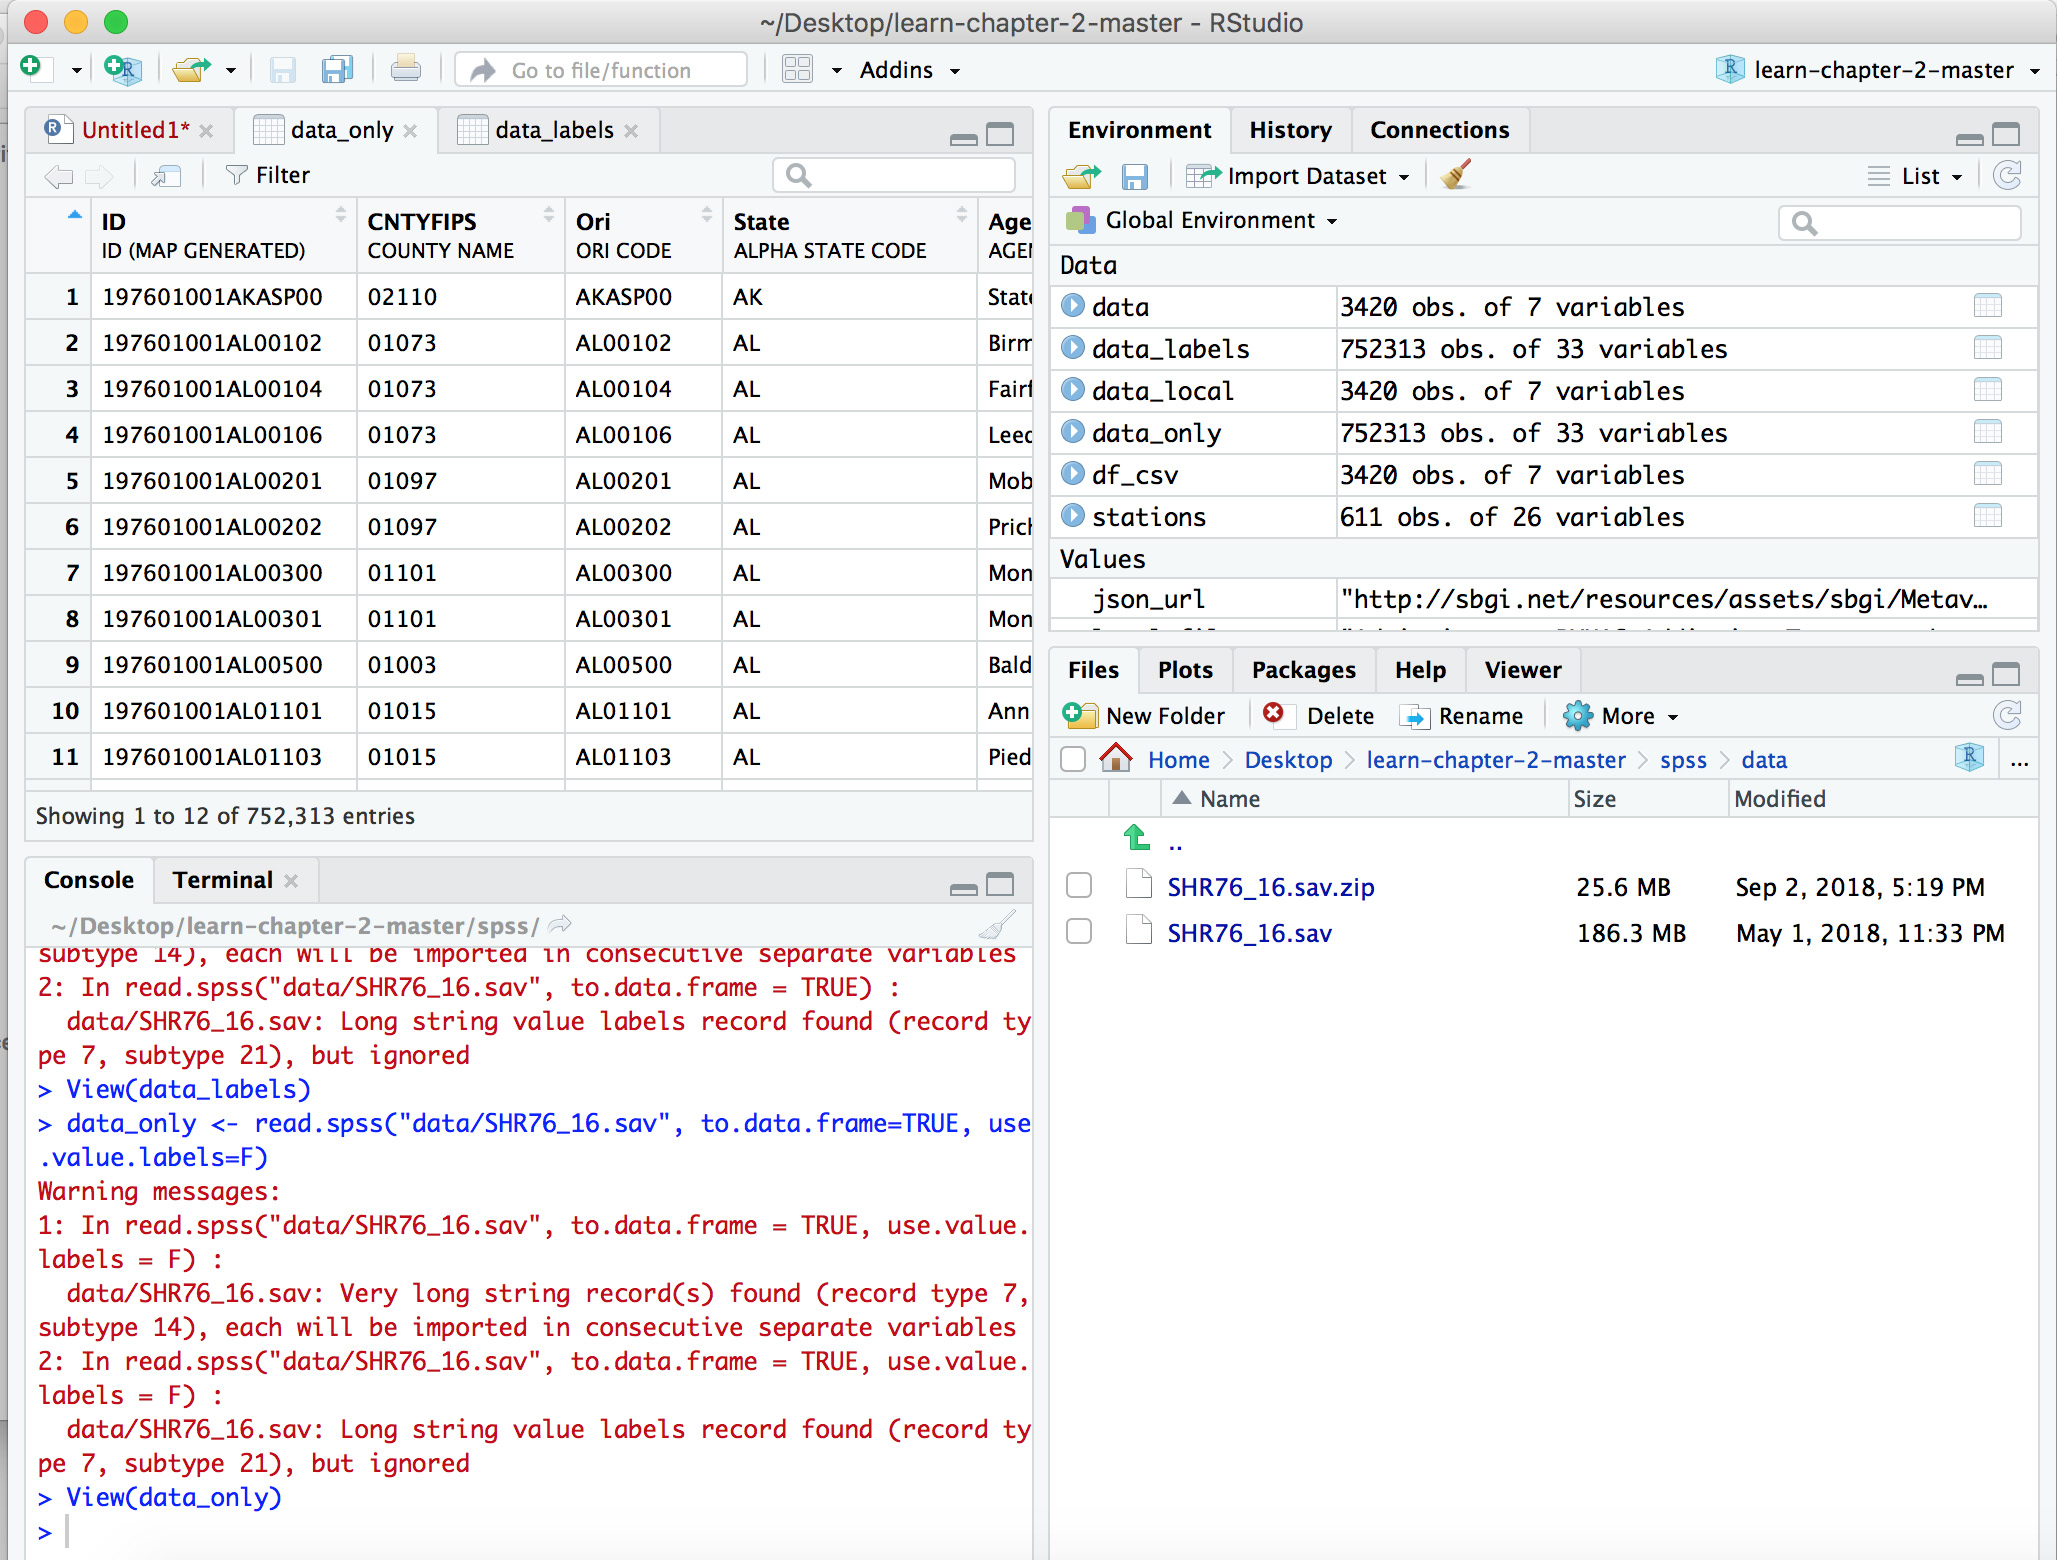 ~/Desktop/learn-chapter-2-master - RStudio
Go to file/function
Addins
learn-chapter-2-master
Untitled1*
data_only
data_labels
Filter
ID CNTYFIPS Ori State Age
ID (MAP GENERATED) COUNTY NAME ORI CODE ALPHA STATE CODE AGEN
1 197601001AKASP00 02110 AKASP00 AK State
2 197601001AL00102 01073 AL00102 AL Birm
3 197601001AL00104 01073 AL00104 AL Fairf
4 197601001AL00106 01073 AL00106 AL Leed
5 197601001AL00201 01097 AL00201 AL Mob
6 197601001AL00202 01097 AL00202 AL Prich
7 197601001AL00300 01101 AL00300 AL Mon
8 197601001AL00301 01101 AL00301 AL Mon
9 197601001AL00500 01003 AL00500 AL Bald
10 197601001AL01101 01015 AL01101 AL Ann
11 197601001AL01103 01015 AL01103 AL Pied
Showing 1 to 12 of 752,313 entries
Console Terminal
~/Desktop/learn-chapter-2-master/spss/
subtype 14), each will be imported in consecutive separate variables
2: In read.spss("data/SHR76_16.sav", to.data.frame = TRUE) :
data/SHR76_16.sav: Long string value labels record found (record ty
pe 7, subtype 21), but ignored
> View(data_labels)
> data_only <- read.spss("data/SHR76_16.sav", to.data.frame=TRUE, use
.value.labels=F)
Warning messages:
1: In read.spss("data/SHR76_16.sav", to.data.frame = TRUE, use.value.
labels = F) :
data/SHR76_16.sav: Very long string record(s) found (record type 7,
subtype 14), each will be imported in consecutive separate variables
2: In read.spss("data/SHR76_16.sav", to.data.frame = TRUE, use.value.
labels = F) :
data/SHR76_16.sav: Long string value labels record found (record ty
pe 7, subtype 21), but ignored
> View(data_only)
>
Environment History Connections
Import Dataset
List
Global Environment
Data
data 3420 obs. of 7 variables
data_labels 752313 obs. of 33 variables
data_local 3420 obs. of 7 variables
data_only 752313 obs. of 33 variables
df_csv 3420 obs. of 7 variables
stations 611 obs. of 26 variables
Values
json_url "http://sbgi.net/resources/assets/sbgi/Metav…
Files Plots Packages Help Viewer
New Folder Delete Rename More
Home Desktop learn-chapter-2-master spss data ...
Name Size Modified
..
SHR76_16.sav.zip 25.6 MB Sep 2, 2018, 5:19 PM
SHR76_16.sav 186.3 MB May 1, 2018, 11:33 PM